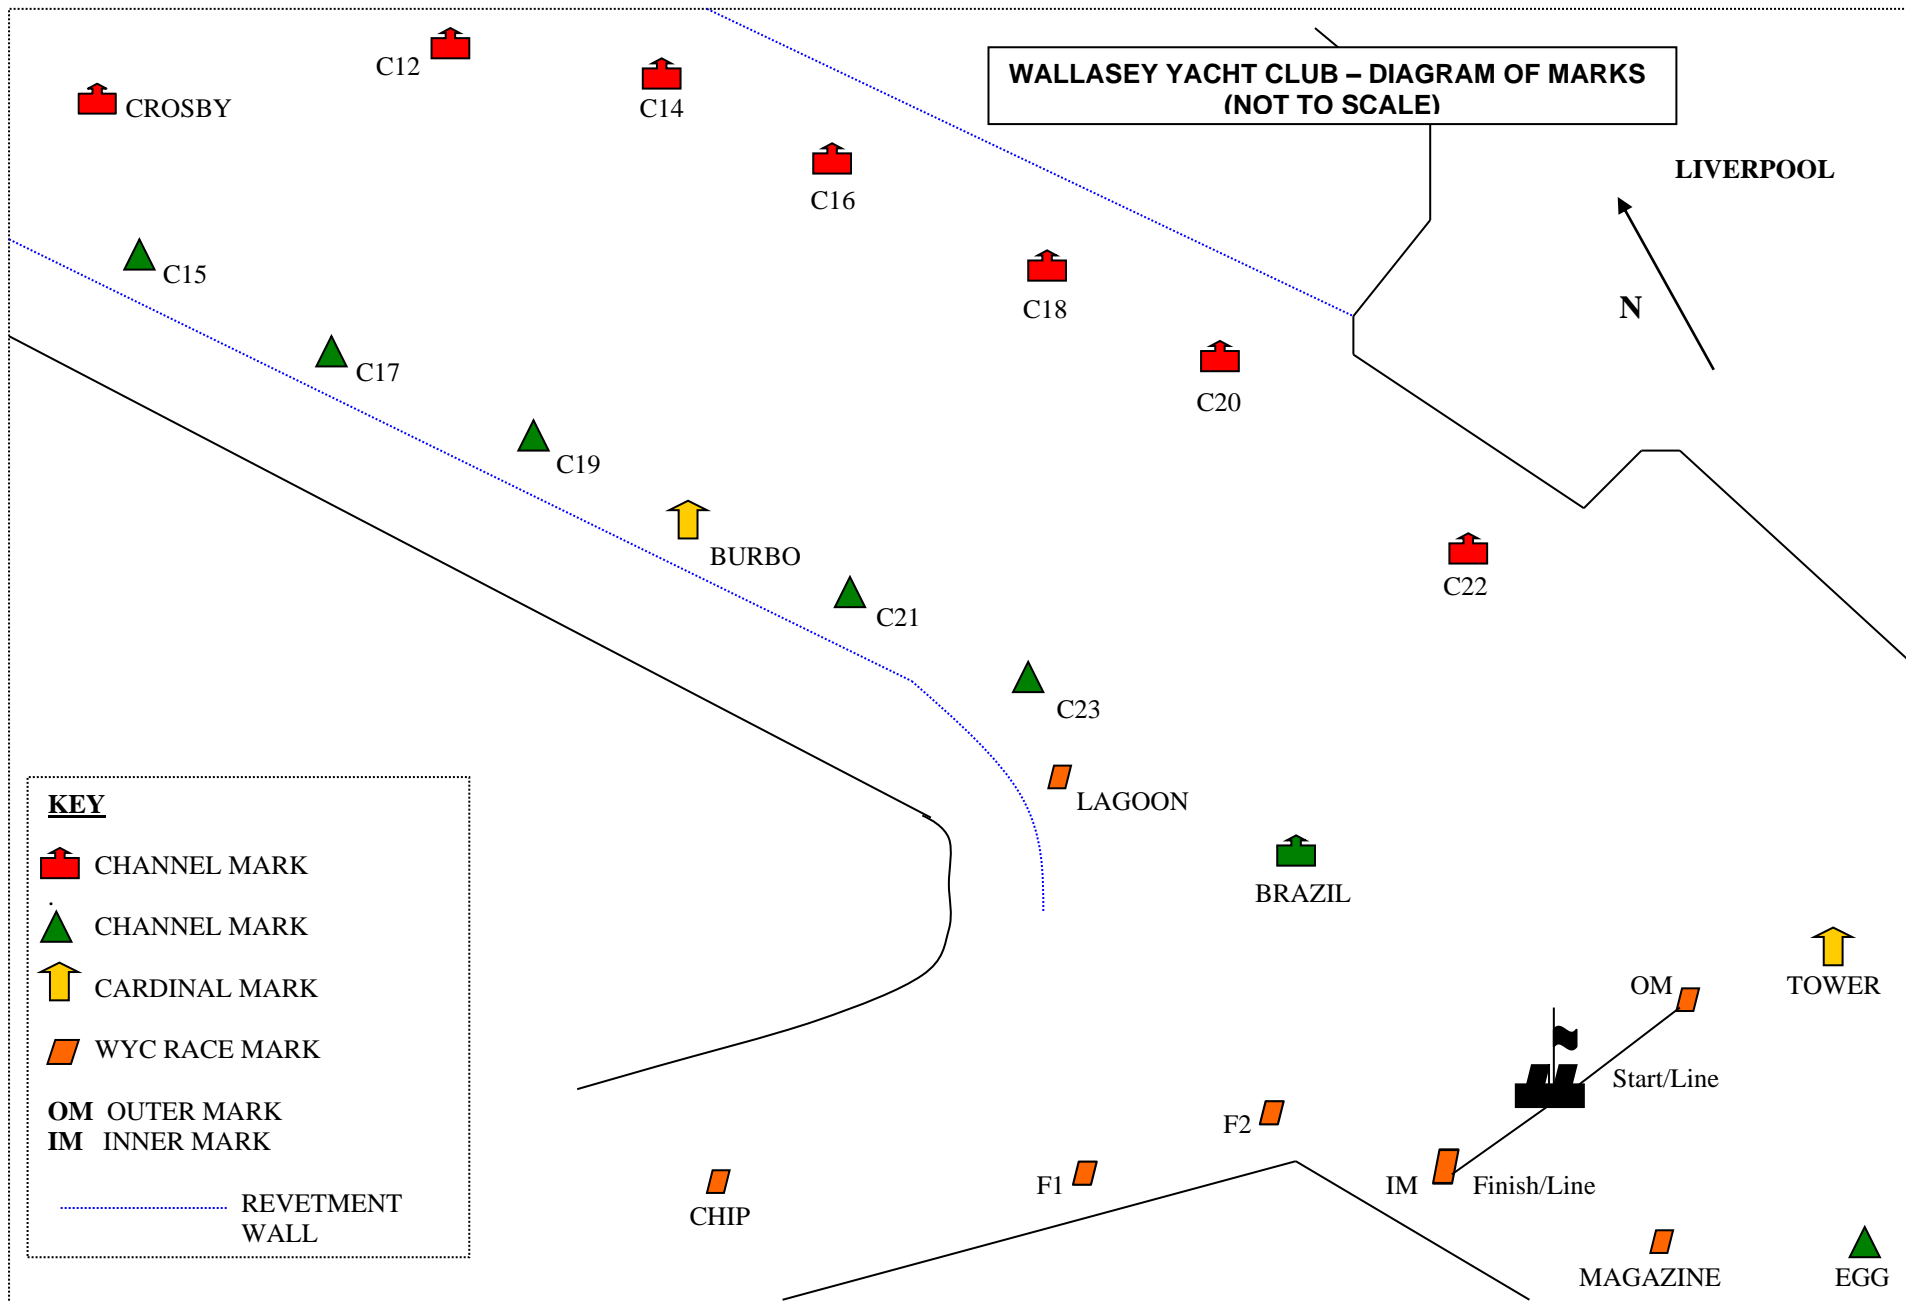 WALLASEY YACHT CLUB – DIAGRAM OF MARKS
(NOT TO SCALE)
C12
CROSBY
C14
C16
LIVERPOOL
C15
C18
N
C17
C20
C19
BURBO
C22
C21
C23
LAGOON
BRAZIL
OM
TOWER
Start/Line
F2
F1
IM
Finish/Line
CHIP
MAGAZINE
EGG
KEY
CHANNEL MARK
.
CHANNEL MARK
CARDINAL MARK
WYC RACE MARK
OM OUTER MARK
IM INNER MARK
REVETMENT
WALL